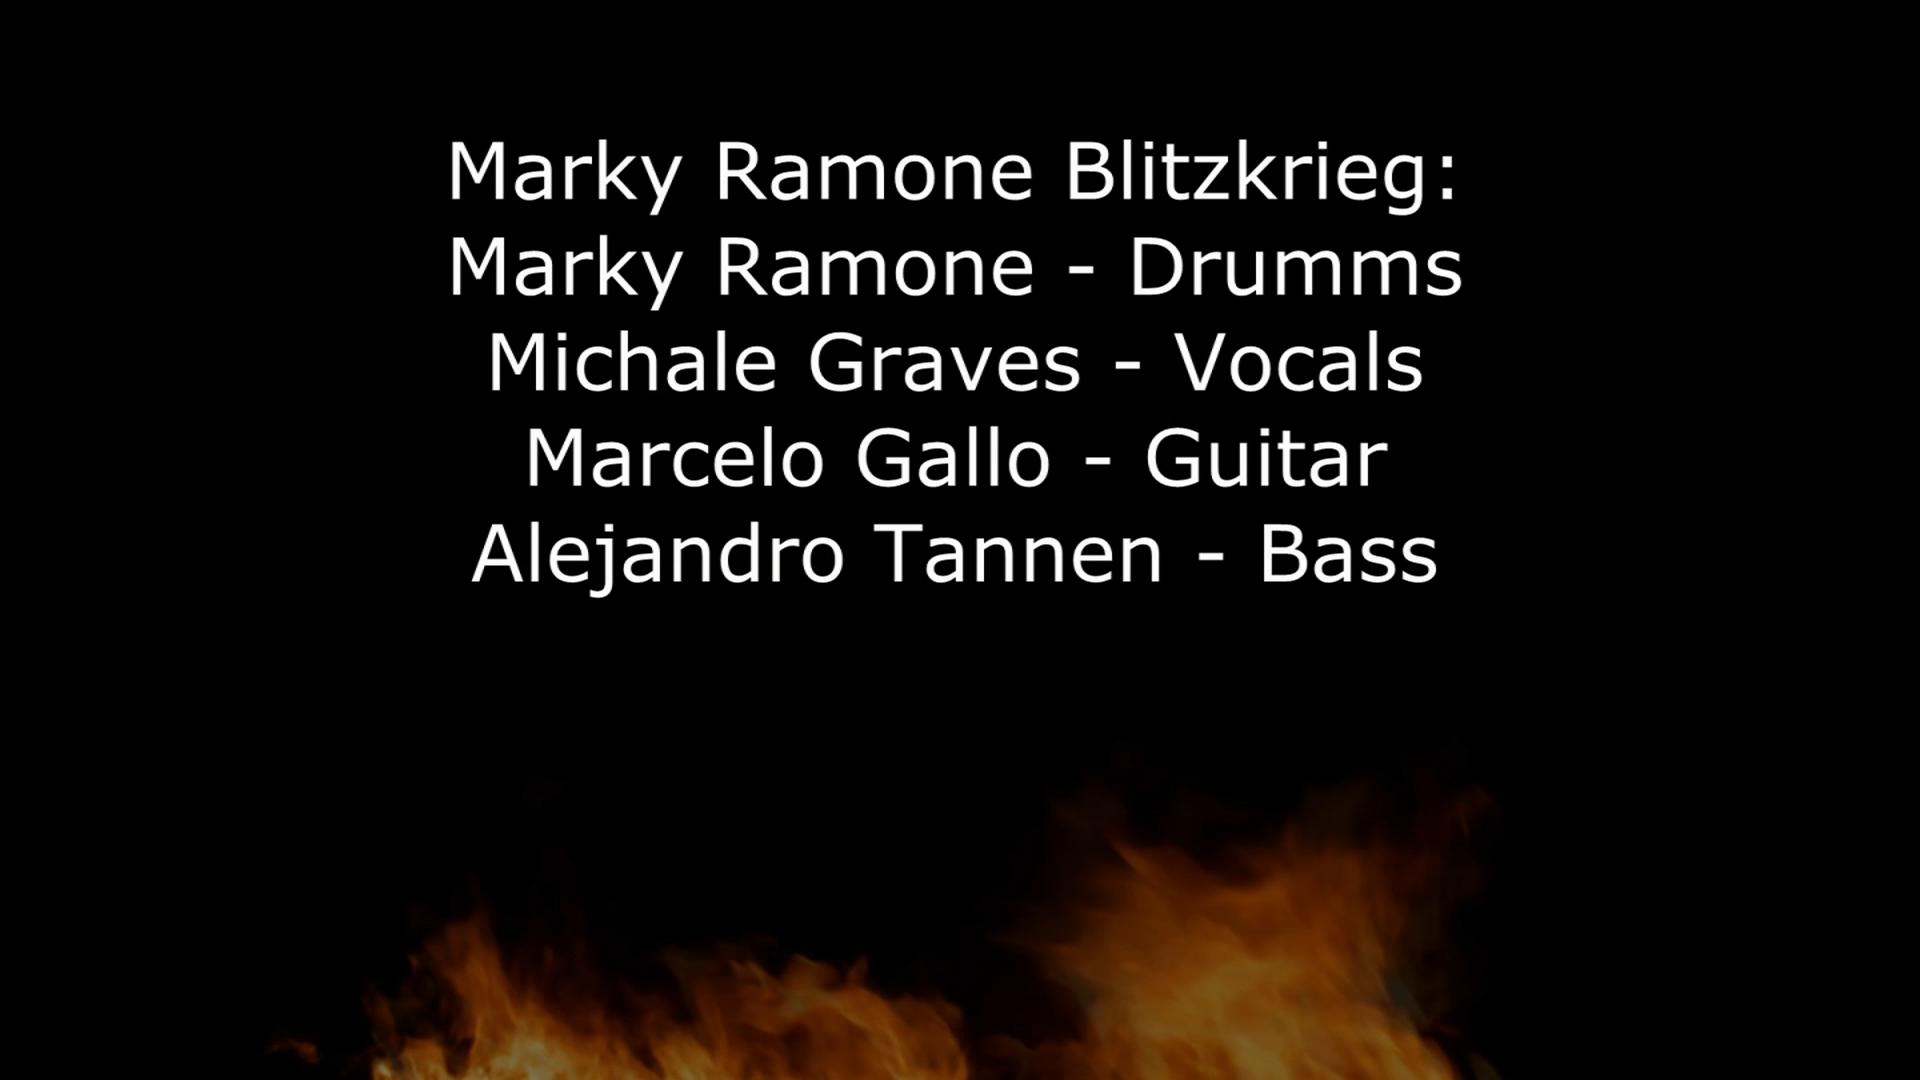 Marky Ramone Blitzkrieg:
Marky Ramone - Drumms
Michale Graves - Vocals
Marcelo Gallo - Guitar
Alejandro Tannen - Bass